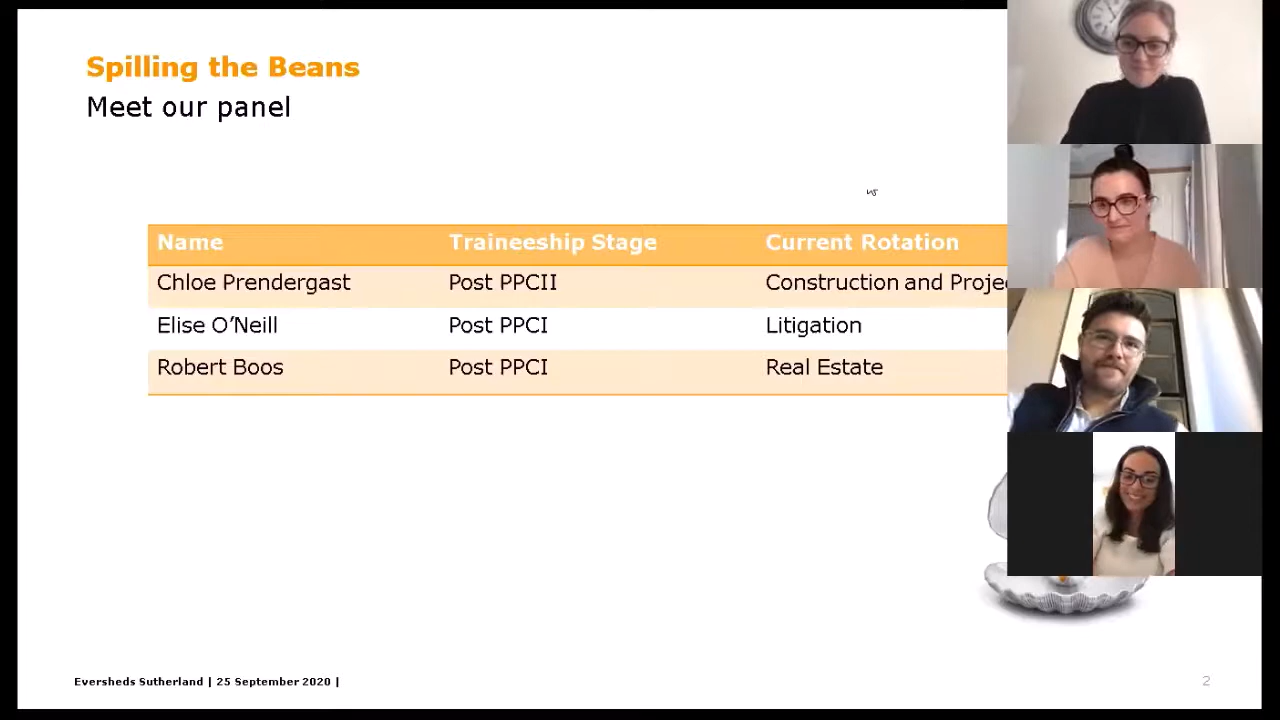 Spilling the Beans
Meet our panel
Name Traineeship Stage Current Rotation
Chloe Prendergast Post PPCII Construction and Projec
Elise O’Neill Post PPCI Litigation
Robert Boos Post PPCI Real Estate
Eversheds Sutherland | 25 September 2020 |
2